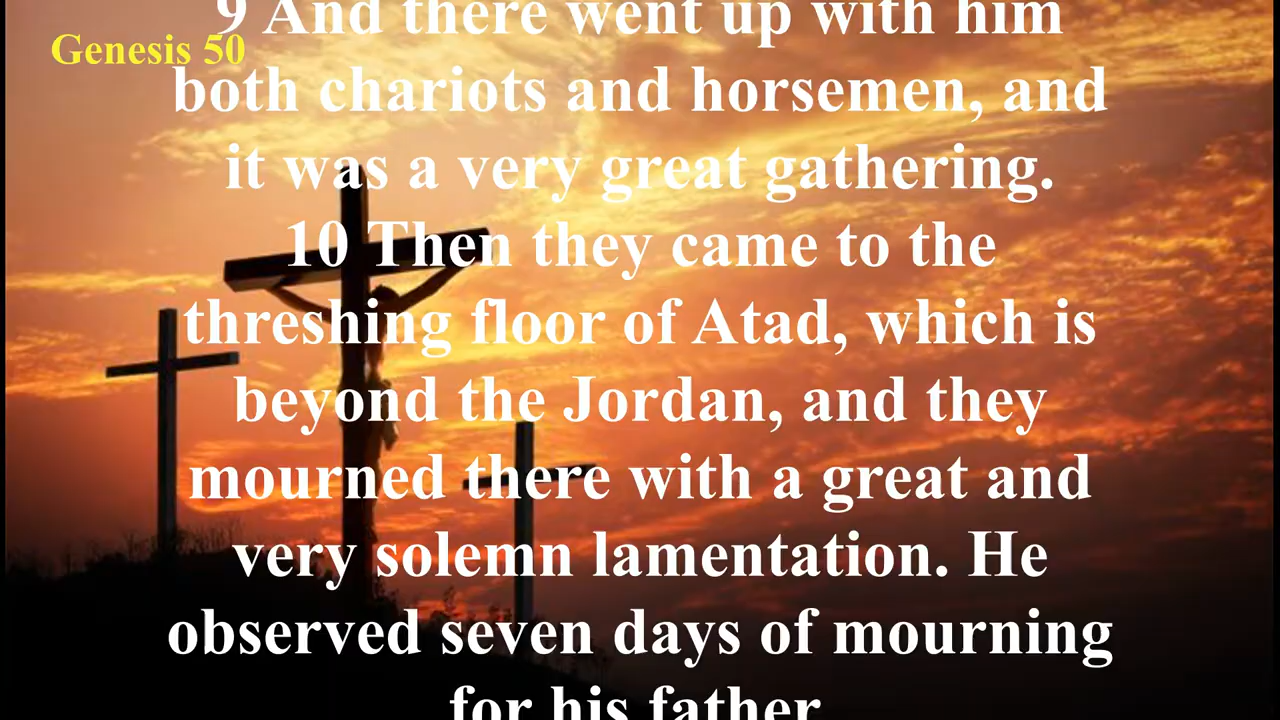 Genesis 50
9 And there went up with him
both chariots and horsemen, and
it was a very great gathering.
10 Then they came to the
threshing floor of Atad, which is
beyond the Jordan, and they
mourned there with a great and
very solemn lamentation. He
observed seven days of mourning
for his father